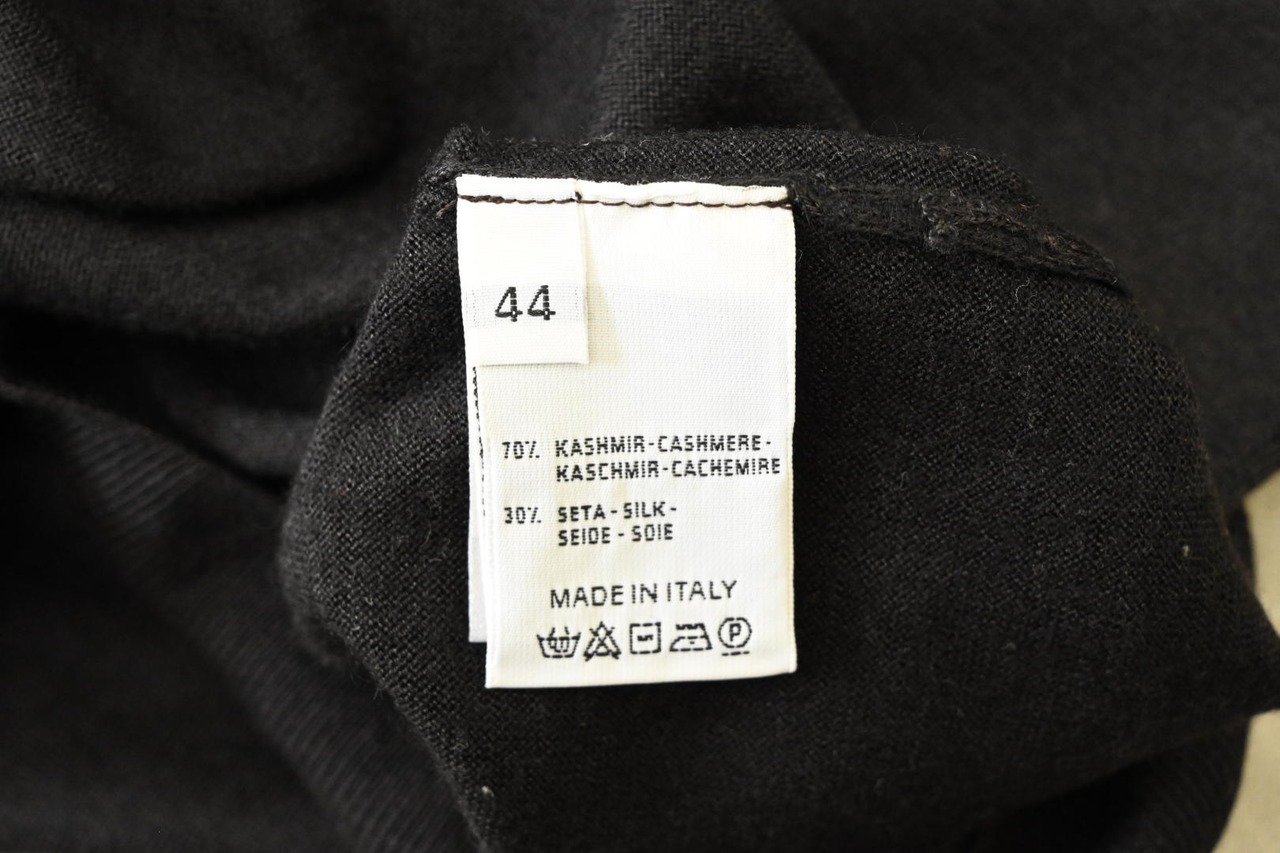 44
70% KASHMIR-CASHMERE-
KASCHMIR-CACHEMIRE
30% SETA-SILK-
SEIDE-SOIE
MADE IN ITALY
P